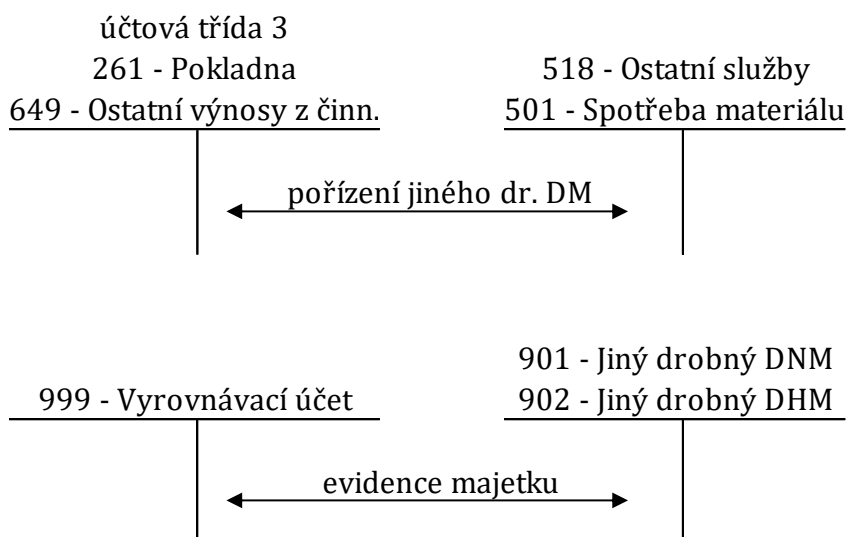 účtová třída 3
261 - Pokladna
649 - Ostatní výnosy z činn.
518 - Ostatní služby
501 - Spotřeba materiálu
pořízení jiného dr. DM
999 - Vyrovnávací účet
901 - Jiný drobný DNM
902 - Jiný drobný DHM
evidence majetku